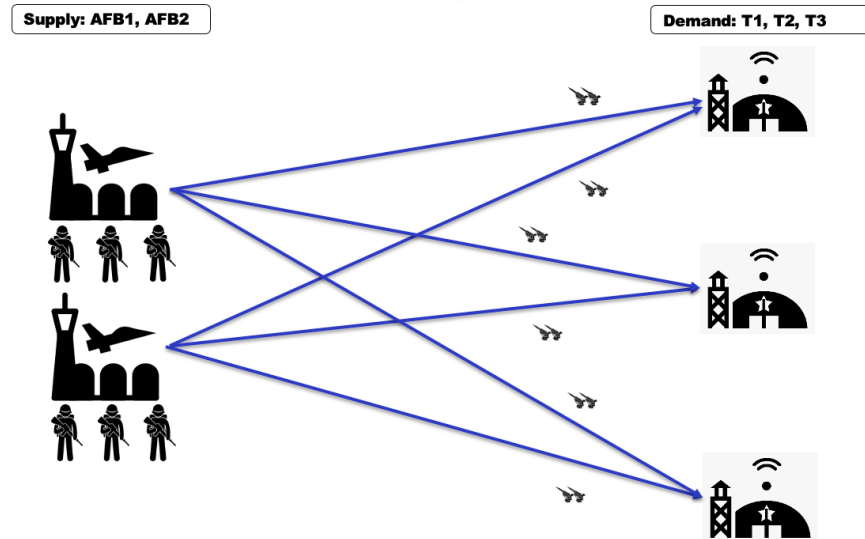 Supply: AFB1, AFB2
Demand: T1, T2, T3